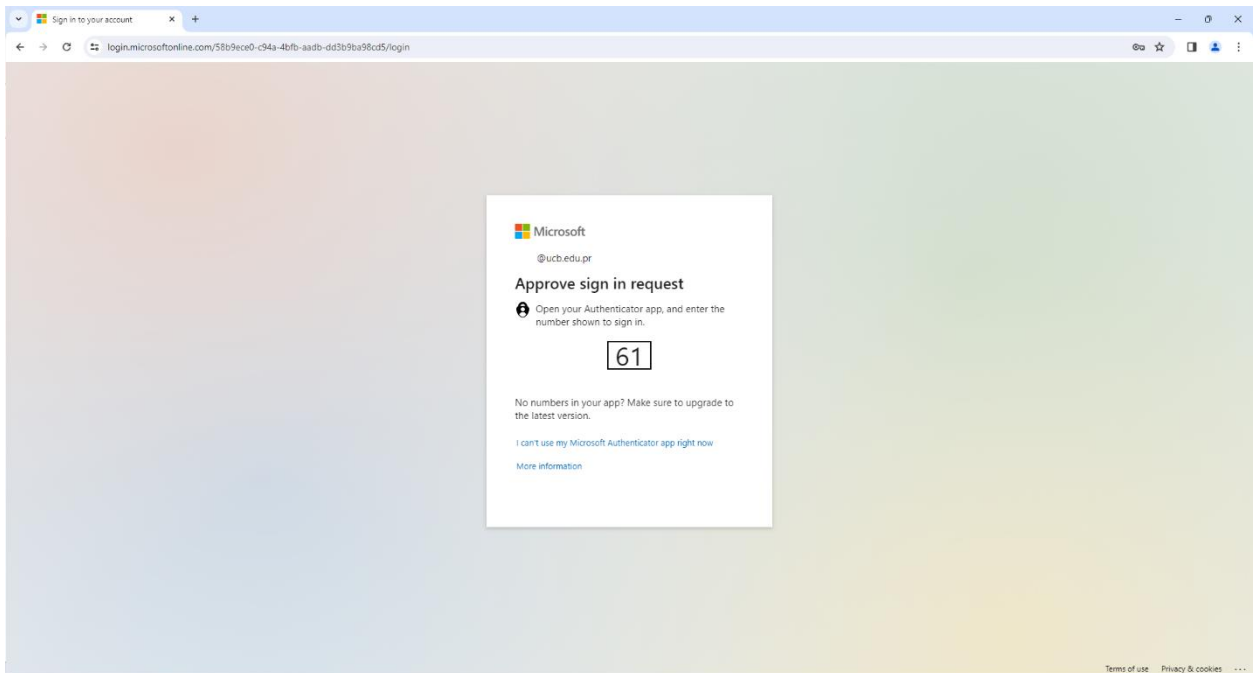 Sign in to your account
login.microsoftonline.com/58b9ece0-c94a-4bfb-aadb-dd3b9ba98cd5/login
Microsoft
@ucb.edu.pr
Approve sign in request
Open your Authenticator app, and enter the
number shown to sign in.
61
No numbers in your app? Make sure to upgrade to
the latest version.
I can't use my Microsoft Authenticator app right now
More information
Terms of use Privacy & cookies ...